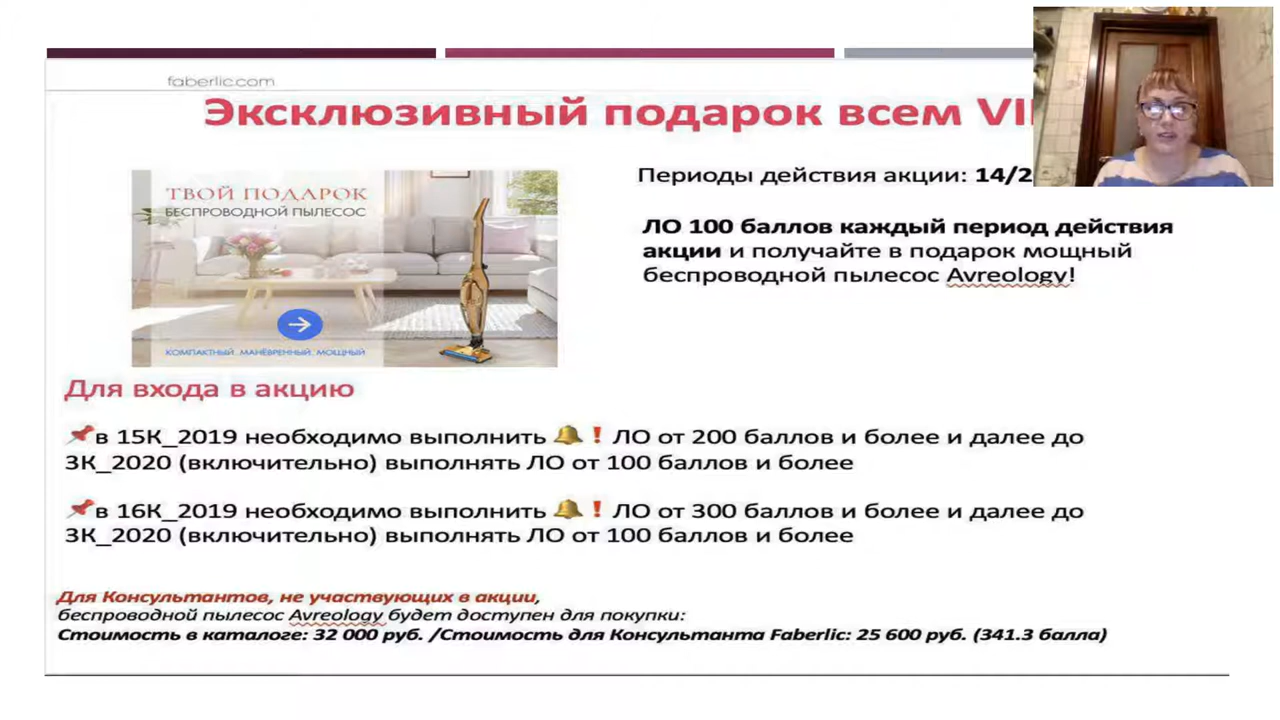 faberlic.com
Эксклюзивный подарок всем
ТВОЙ ПОДАРОК
БЕСПРОВОДНОЙ ПЫЛЕСОС
КОМПАКТНЫЙ. МАНЁВРЕННЫЙ. МОЩНЫЙ
Периоды действия акции: 14/2
ЛО 100 баллов каждый период действия
акции и получайте в подарок мощный
беспроводной пылесос Avreology!
Для входа в акцию
в 15К_2019 необходимо выполнить ❗ ЛО от 200 баллов и более и далее до
3К_2020 (включительно) выполнять ЛО от 100 баллов и более
в 16К_2019 необходимо выполнить ❗ ЛО от 300 баллов и более и далее до
3К_2020 (включительно) выполнять ЛО от 100 баллов и более
Для Консультантов, не участвующих в акции,
беспроводной пылесос Avreology будет доступен для покупки:
Стоимость в каталоге: 32 000 руб. /Стоимость для Консультанта Faberlic: 25 600 руб. (341.3 балла)